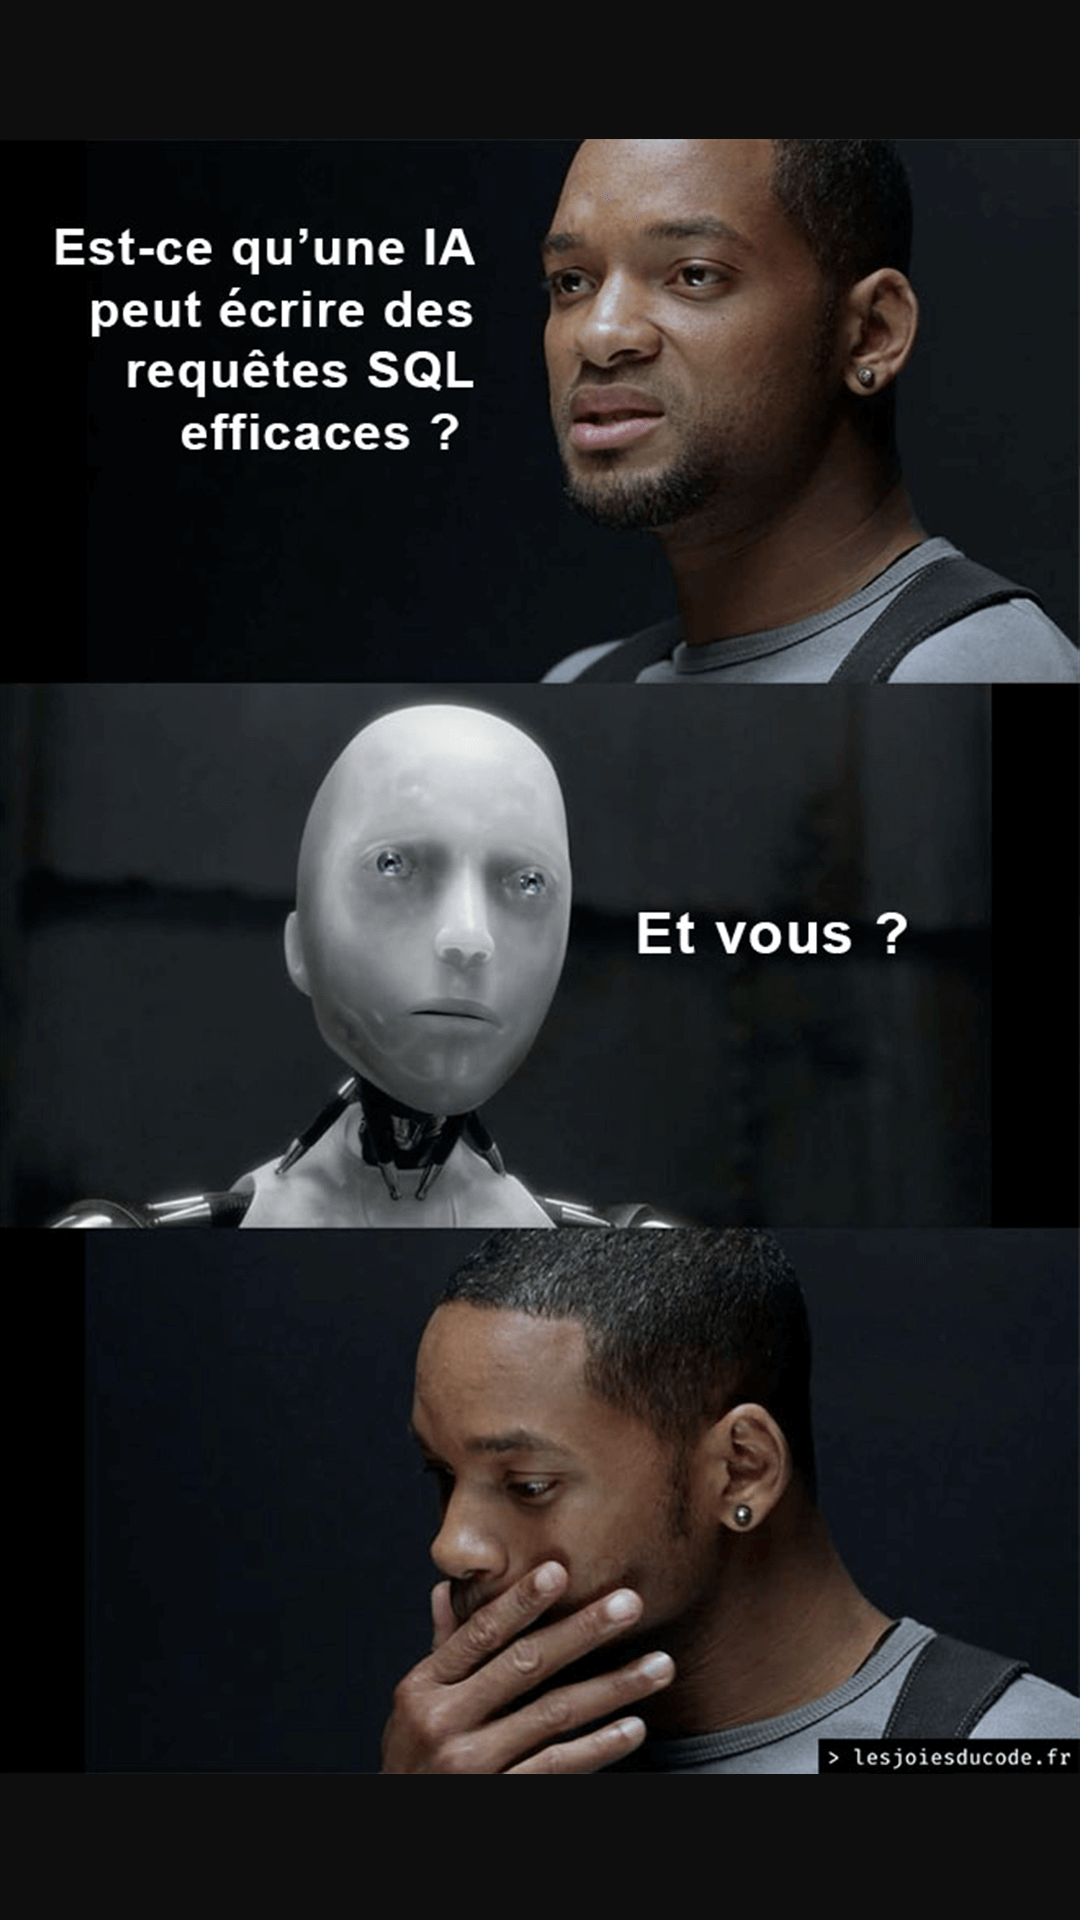 Est-ce qu’une IA
peut écrire des
requêtes SQL
efficaces ?
Et vous ?
> lesjoiesducode.fr